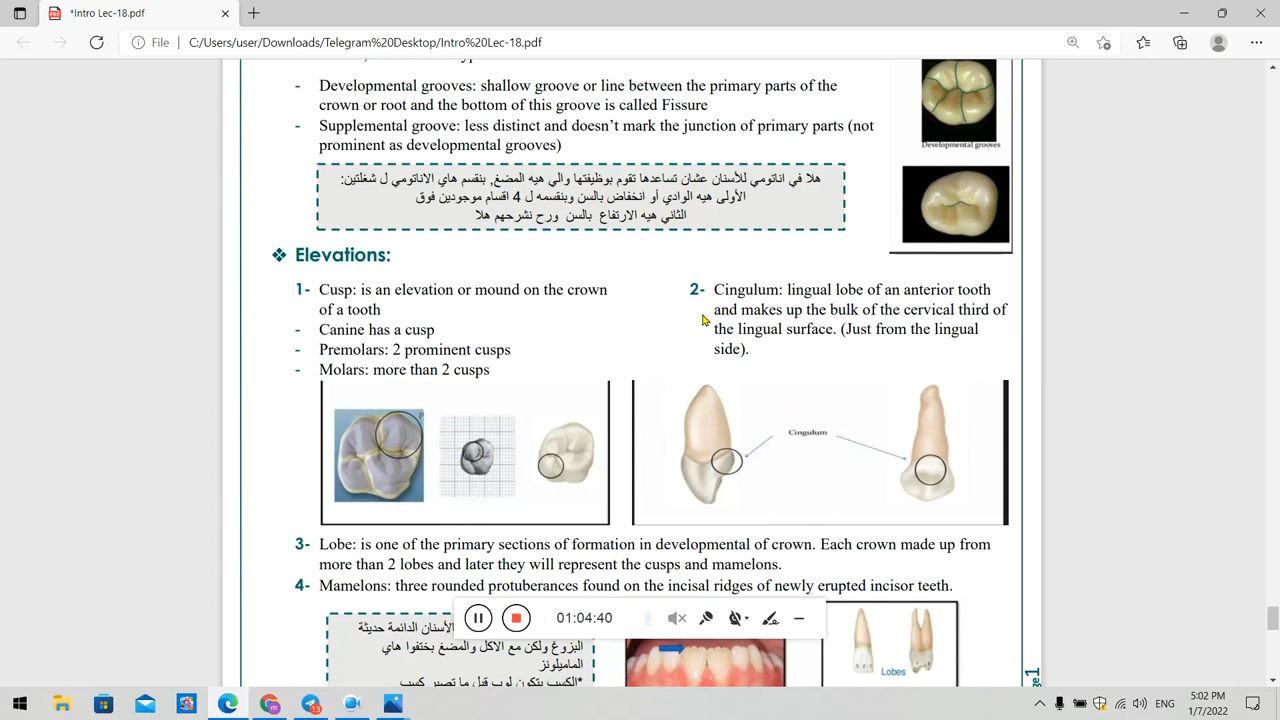 *Intro Lec-18.pdf
File
C:/Users/user/Downloads/Telegram%20Desktop/Intro%20Lec-18.pdf
- Developmental grooves: shallow groove or line between the primary parts of the
crown or root and the bottom of this groove is called Fissure
- Supplemental groove: less distinct and doesn't mark the junction of primary parts (not
prominent as developmental grooves)
Developmental grooves
هلا في اناتومي للأسنان عشان تساعدها تقوم بوظيفتها والي هيه المضغ, بنقسم هاي الاناتومي ل شغلتين:
الأولى هيه الوادي أو انخفاض بالسن وبنقسمه ل 4 اقسام موجودين فوق
الثاني هيه الارتفاع بالسن ورح نشرحهم هلا
❖ Elevations:
1- Cusp: is an elevation or mound on the crown
of a tooth
- Canine has a cusp
- Premolars: 2 prominent cusps
- Molars: more than 2 cusps
2- Cingulum: lingual lobe of an anterior tooth
and makes up the bulk of the cervical third of
the lingual surface. (Just from the lingual
side).
Cingulum
3- Lobe: is one of the primary sections of formation in developmental of crown. Each crown made up from
more than 2 lobes and later they will represent the cusps and mamelons.
4- Mamelons: three rounded protuberances found on the incisal ridges of newly erupted incisor teeth.
01:04:40
الأسنان الدائمة حديثة
البزوغ ولكن مع الاكل والمضغ بختفوا هاي
الماميلونز
*الكسب بتكون لوب قبل ما تصير كسب
Lobes
13
ENG
5:02 PM
1/7/2022